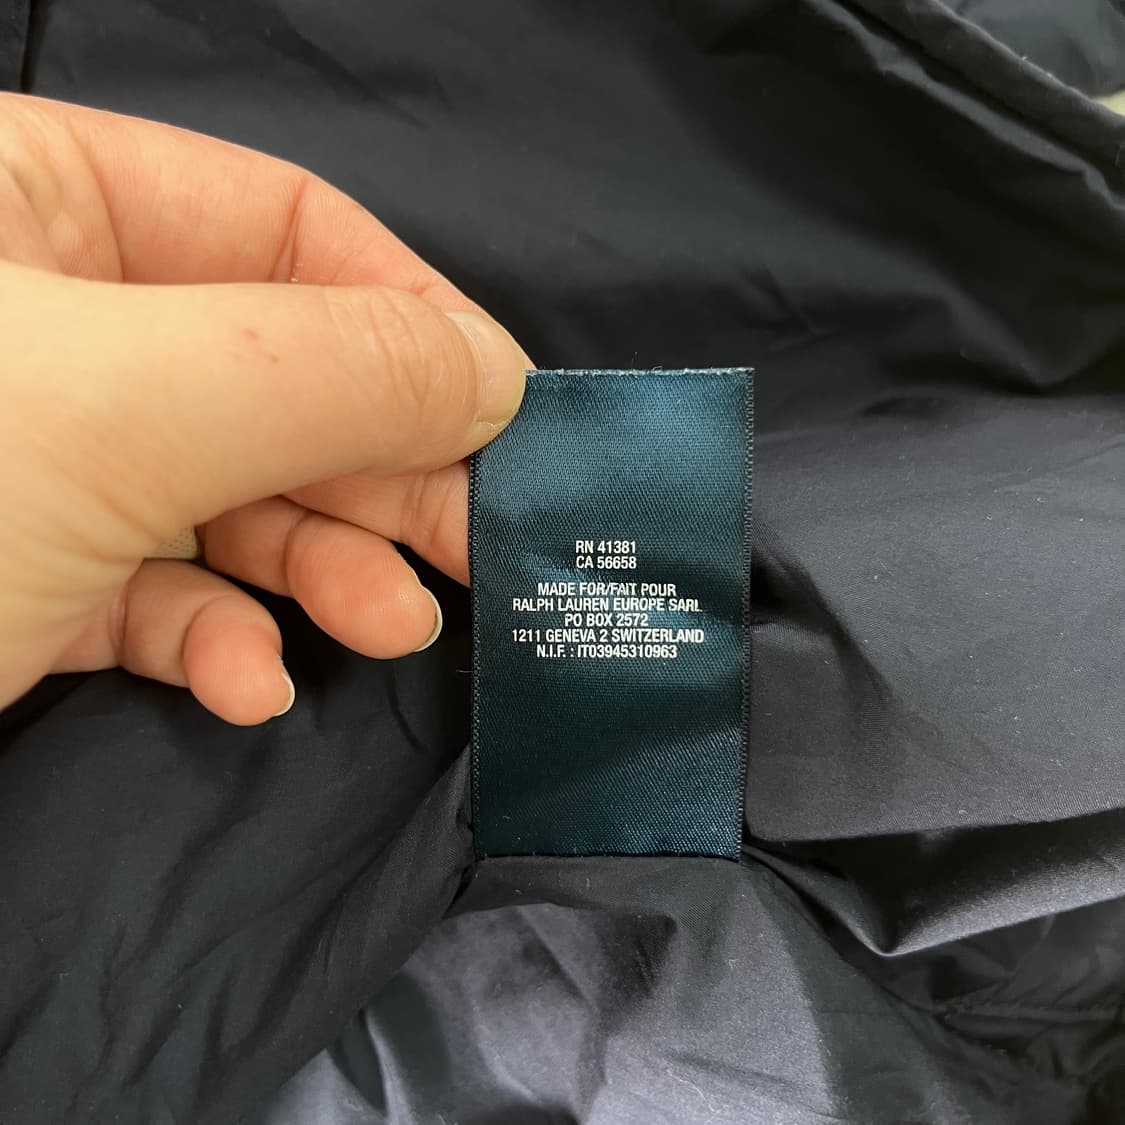 RN 41381
CA 56658
MADE FOR/FAIT POUR
RALPH LAUREN EUROPE SARL
PO BOX 2572
1211 GENEVA 2 SWITZERLAND
N.I.F. : IT03945310963